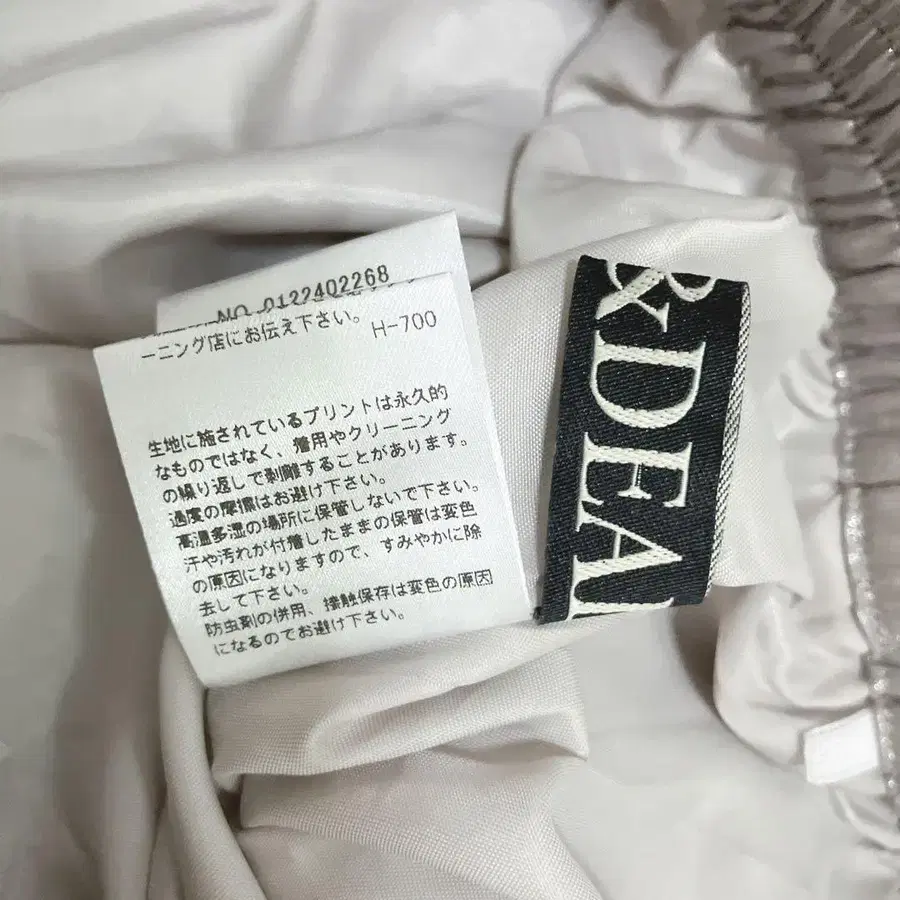 NO 0122402268
ーニング店にお伝え下さい。
H-700
生地に施されているプリントは永久的
なものではなく、着用やクリーニング
の繰り返しで剥離することがあります。
過度の摩擦はお避け下さい。
高温多湿の場所に保管しないで下さい。
汗や汚れが付着したままの保管は変色
の原因になりますので、すみやかに除
去して下さい。
防虫剤の併用、接触保存は変色の原因
になるのでお避け下さい。
&DEA